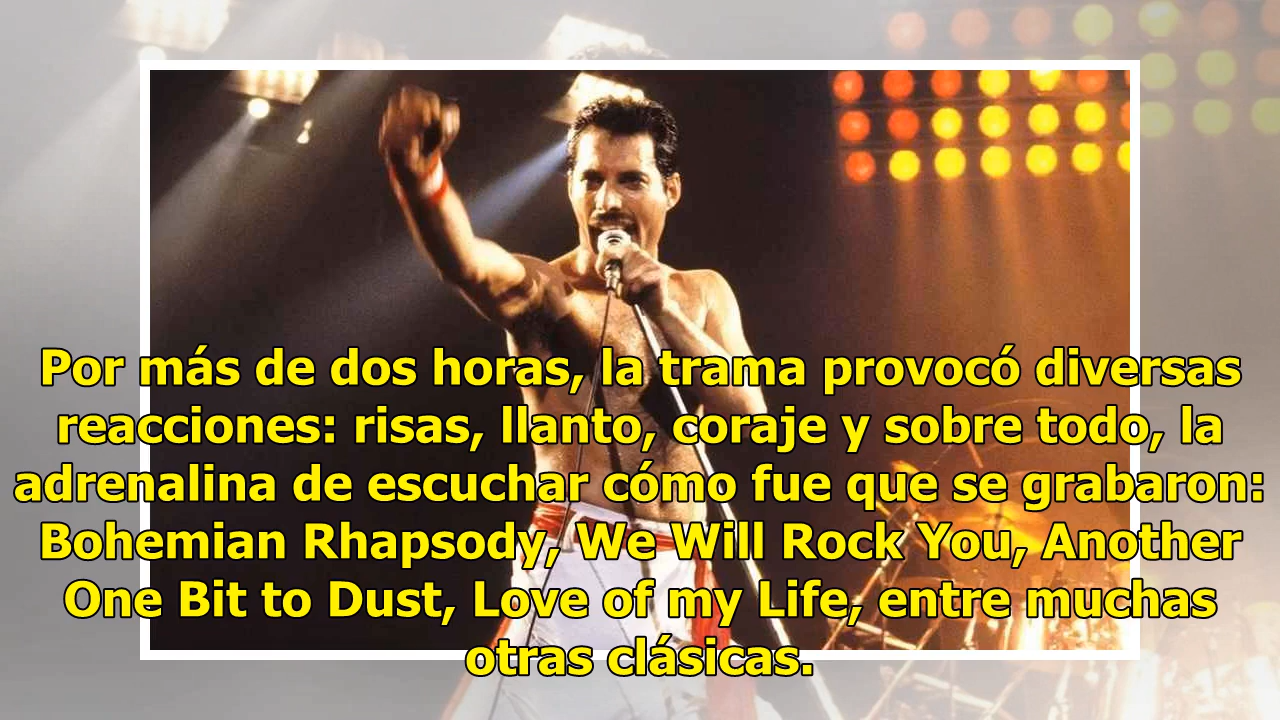 Por más de dos horas, la trama provocó diversas
reacciones: risas, llanto, coraje y sobre todo, la
adrenalina de escuchar cómo fue que se grabaron:
Bohemian Rhapsody, We Will Rock You, Another
One Bit to Dust, Love of my Life, entre muchas
otras clásicas.